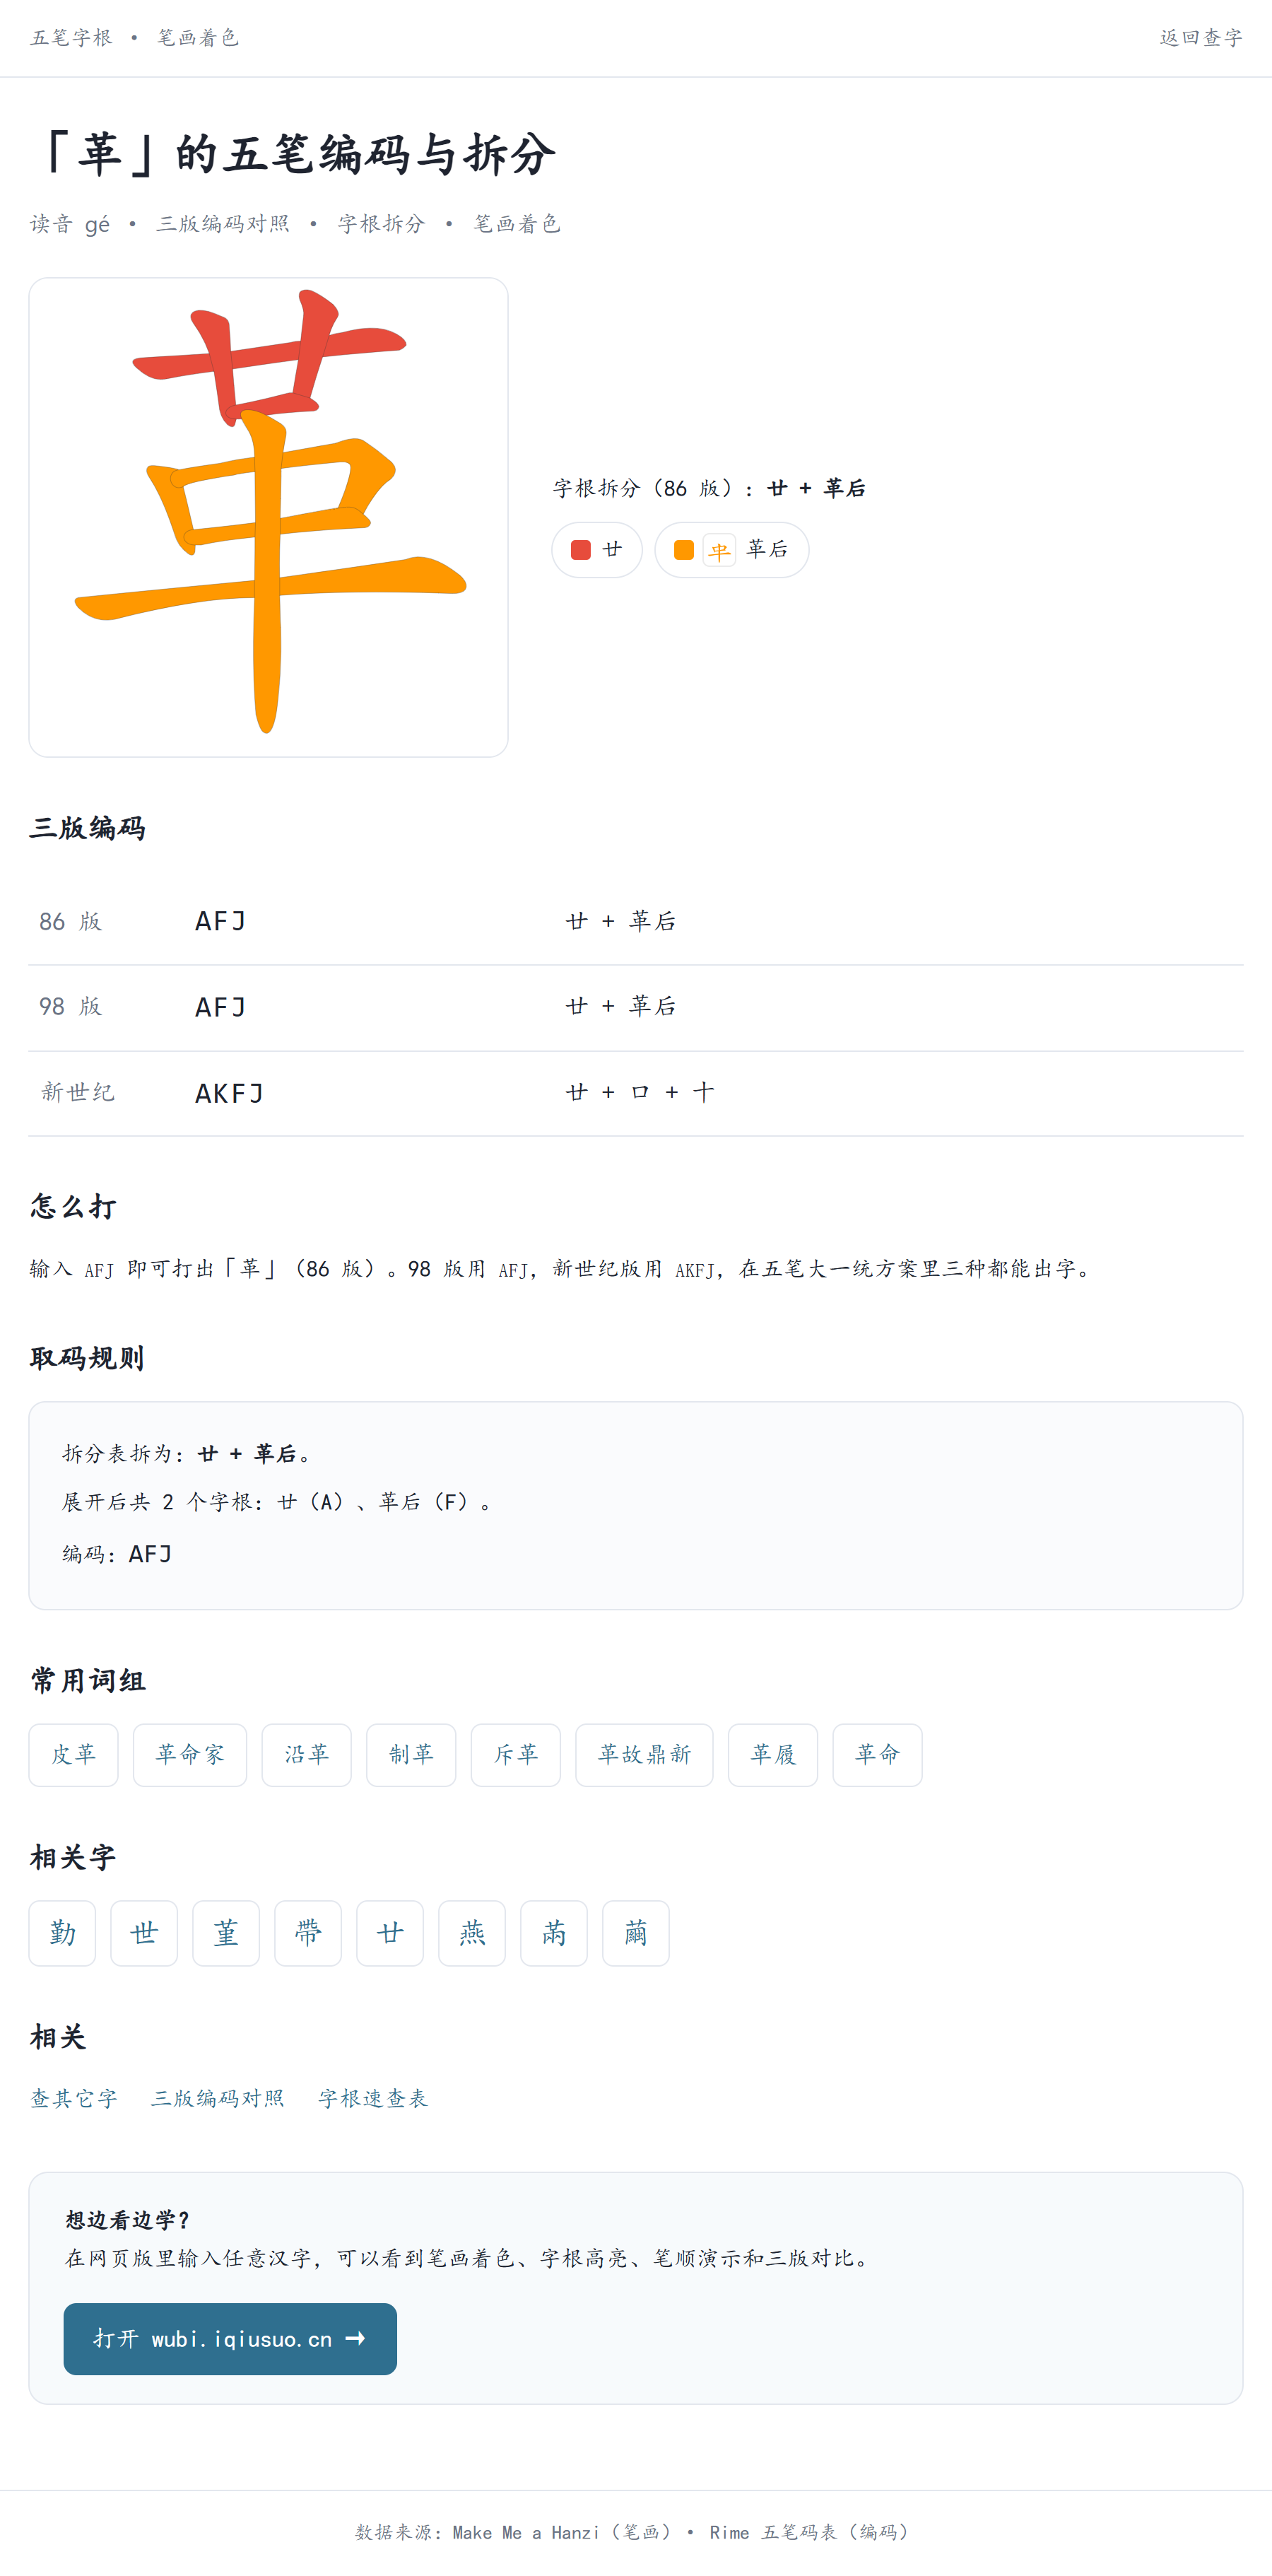 五笔字根 • 笔画着色
返回查字
「革」的五笔编码与拆分
读音 gé • 三版编码对照 • 字根拆分 • 笔画着色
革
字根拆分（86 版）：廿 + 革后
廿
革后
三版编码
86 版 AFJ 廿 + 革后
98 版 AFJ 廿 + 革后
新世纪 AKFJ 廿 + 口 + 十
怎么打
输入 AFJ 即可打出「革」（86 版）。98 版用 AFJ，新世纪版用 AKFJ，在五笔大一统方案里三种都能出字。
取码规则
拆分表拆为：廿 + 革后。
展开后共 2 个字根：廿（A）、革后（F）。
编码：AFJ
常用词组
皮革 革命家 沿革 制革 斥革 革故鼎新 革履 革命
相关字
勤 世 堇 帶 廿 燕 苪 繭
相关
查其它字 三版编码对照 字根速查表
想边看边学？
在网页版里输入任意汉字，可以看到笔画着色、字根高亮、笔顺演示和三版对比。
打开 wubi.iqiusuo.cn →
数据来源：Make Me a Hanzi（笔画）• Rime 五笔码表（编码）